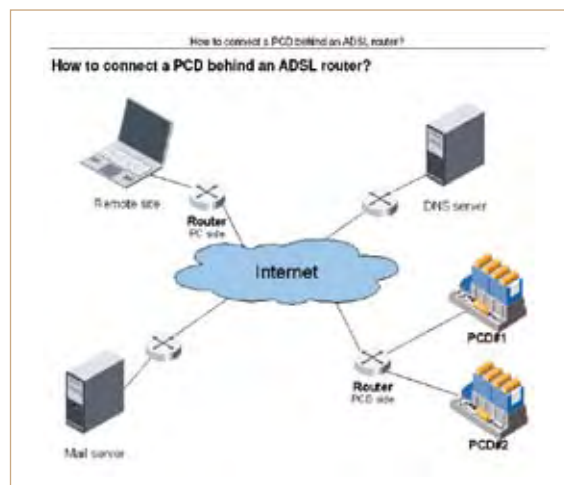 How to connect a PCD behind an ADSL router?
How to connect a PCD behind an ADSL router?
Remote site
Router
PC side
DNS server
Internet
PCD#1
Router
PCD side
PCD#2
Mail server